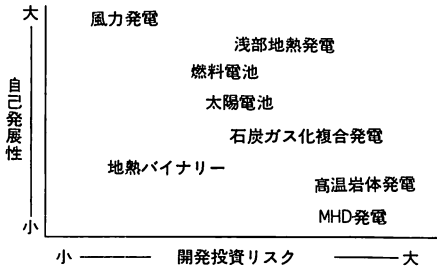 大
風力発電
浅部地熱発電
燃料電池
太陽電池
石炭ガス化複合発電
地熱バイナリー
高温岩体発電
MHD発電
自己発展性
小
小
開発投資リスク
大